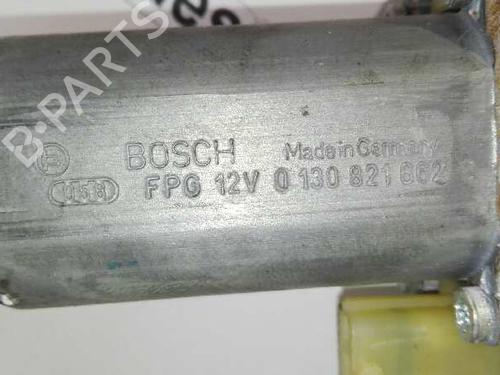 BOSCH Made in Germany
FPG 12V 0 130 821 662
B-PARTS